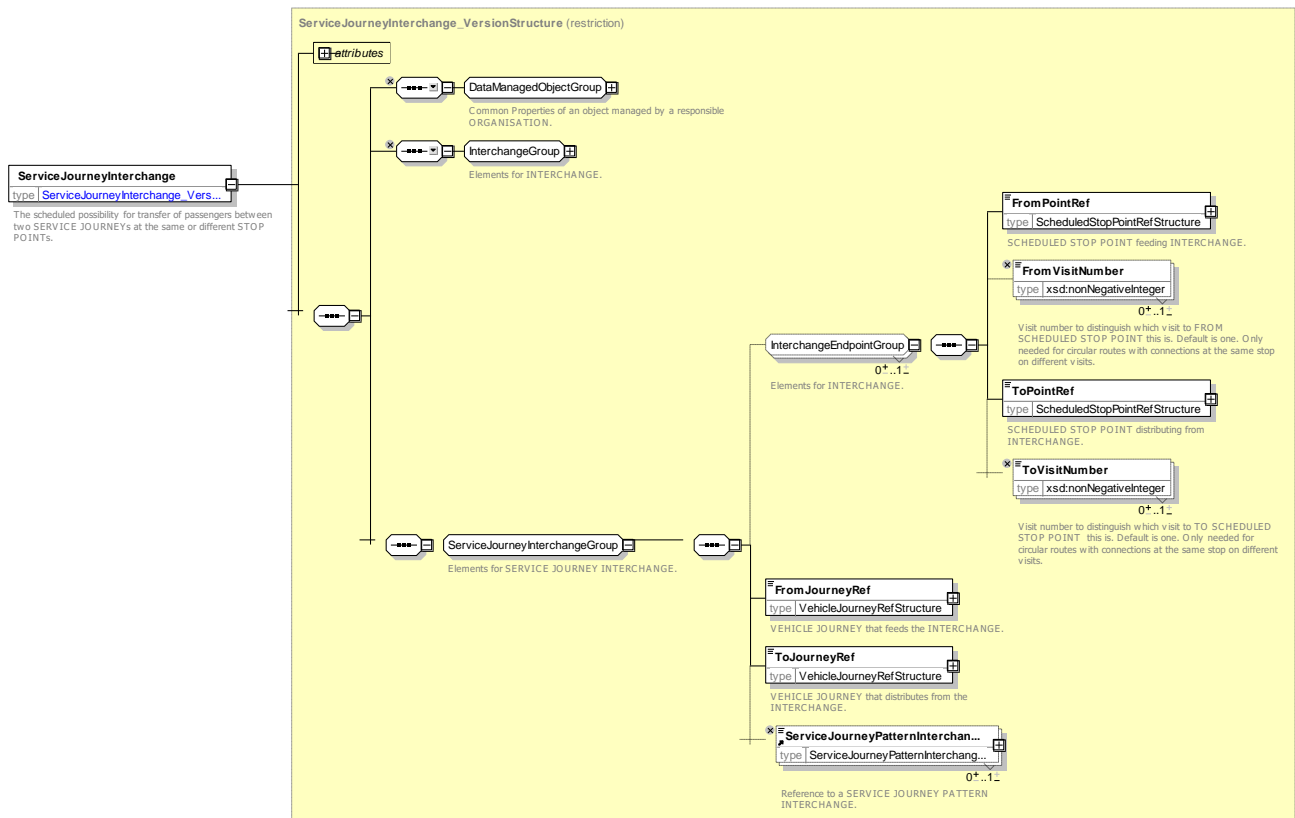 ServiceJourneyInterchange_VersionStructure (restriction)
attributes
DataManagedObjectGroup
Common Properties of an object managed by a responsible
ORGANISATION.
InterchangeGroup
Elements for INTERCHANGE.
ServiceJourneyInterchange
type ServiceJourneyInterchange_Vers...
The scheduled possibility for transfer of passengers between
two SERVICE JOURNEYs at the same or different STOP
POINTs.
FromPointRef
type ScheduledStopPointRefStructure
SCHEDULED STOP POINT feeding INTERCHANGE.
FromVisitNumber
type xsd:nonNegativeInteger
0..1
Visit number to distinguish which visit to FROM
SCHEDULED STOP POINT this is. Default is one. Only
needed for circular routes with connections at the same stop
on different visits.
InterchangeEndpointGroup
0..1
Elements for INTERCHANGE.
ToPointRef
type ScheduledStopPointRefStructure
SCHEDULED STOP POINT distributing from
INTERCHANGE.
ToVisitNumber
type xsd:nonNegativeInteger
0..1
Visit number to distinguish which visit to TO SCHEDULED
STOP POINT this is. Default is one. Only needed for
circular routes with connections at the same stop on different
visits.
ServiceJourneyInterchangeGroup
Elements for SERVICE JOURNEY INTERCHANGE.
FromJourneyRef
type VehicleJourneyRefStructure
VEHICLE JOURNEY that feeds the INTERCHANGE.
ToJourneyRef
type VehicleJourneyRefStructure
VEHICLE JOURNEY that distributes from the
INTERCHANGE.
ServiceJourneyPatternInterchan...
type ServiceJourneyPatternInterchang...
0..1
Reference to a SERVICE JOURNEY PATTERN
INTERCHANGE.